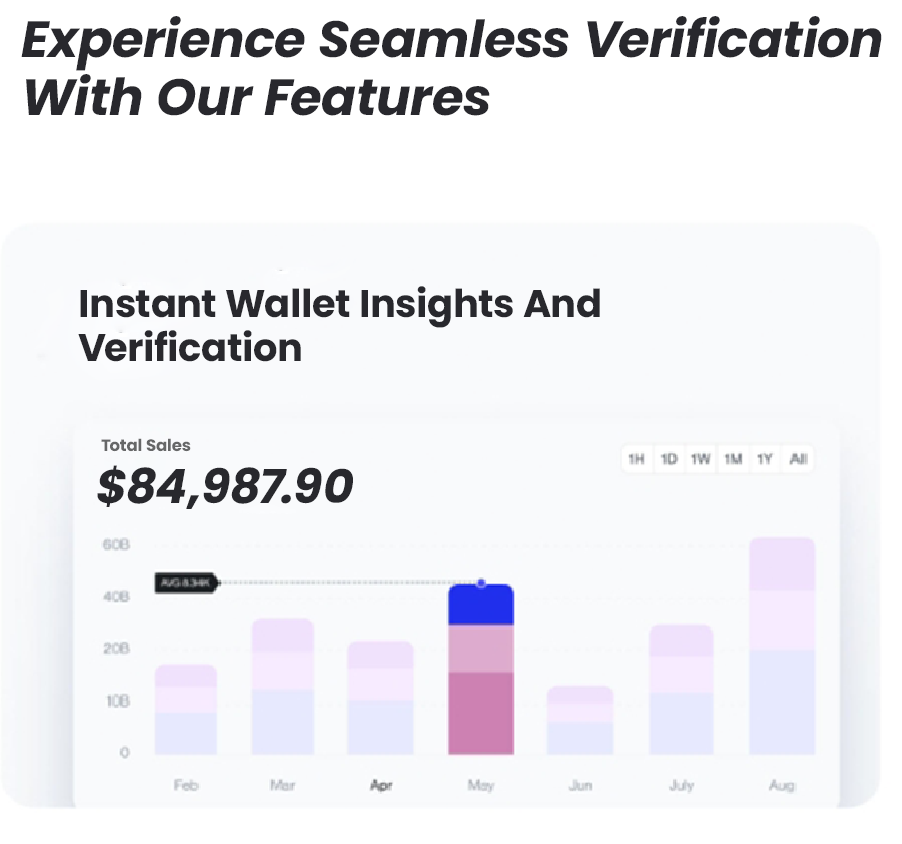 Experience Seamless Verification
With Our Features
Instant Wallet Insights And
Verification
Total Sales
$84,987.90
1H 1D 1W 1M 1Y All
60B
AVG 8.34K
40B
20B
10B
0
Feb Mar Apr May Jun July Aug